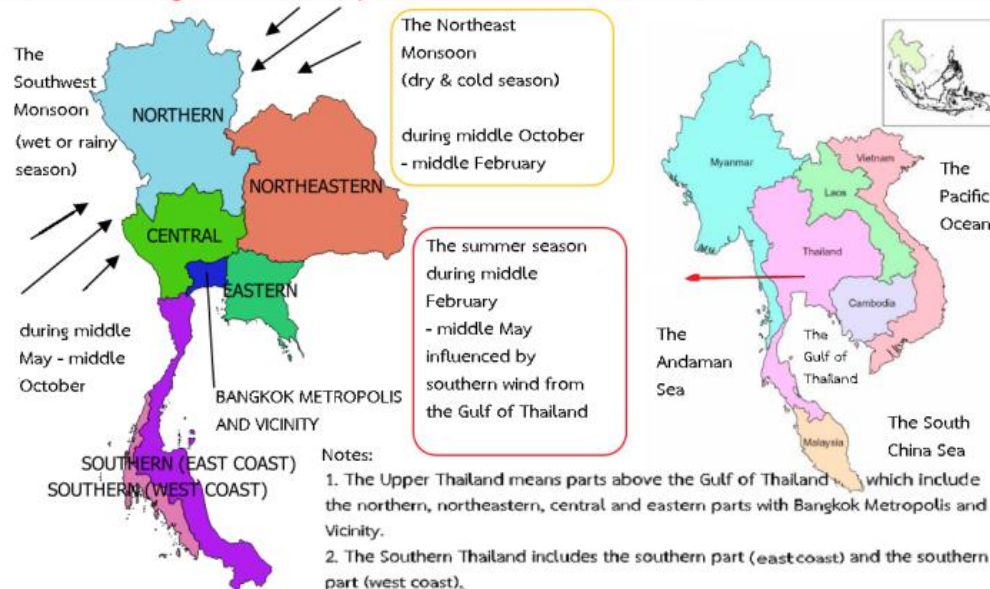 The
Southwest
Monsoon
(wet or rainy
season)
NORTHERN
NORTHEASTERN
CENTRAL
EASTERN
during middle
May - middle
October
BANGKOK METROPOLIS
AND VICINITY
SOUTHERN (EAST COAST)
SOUTHERN (WEST COAST)
The Northeast
Monsoon
(dry & cold season)
during middle October
- middle February
The summer season
during middle
February
- middle May
influenced by
southern wind from
the Gulf of Thailand
Myanmar
Vietnam
Laos
Thailand
Cambodia
Malaysia
The
Pacific
Ocean
The
Andaman
Sea
The
Gulf of
Thailand
The South
China Sea
Notes:
1. The Upper Thailand means parts above the Gulf of Thailand which include
the northern, northeastern, central and eastern parts with Bangkok Metropolis and
Vicinity.
2. The Southern Thailand includes the southern part (east coast) and the southern
part (west coast).